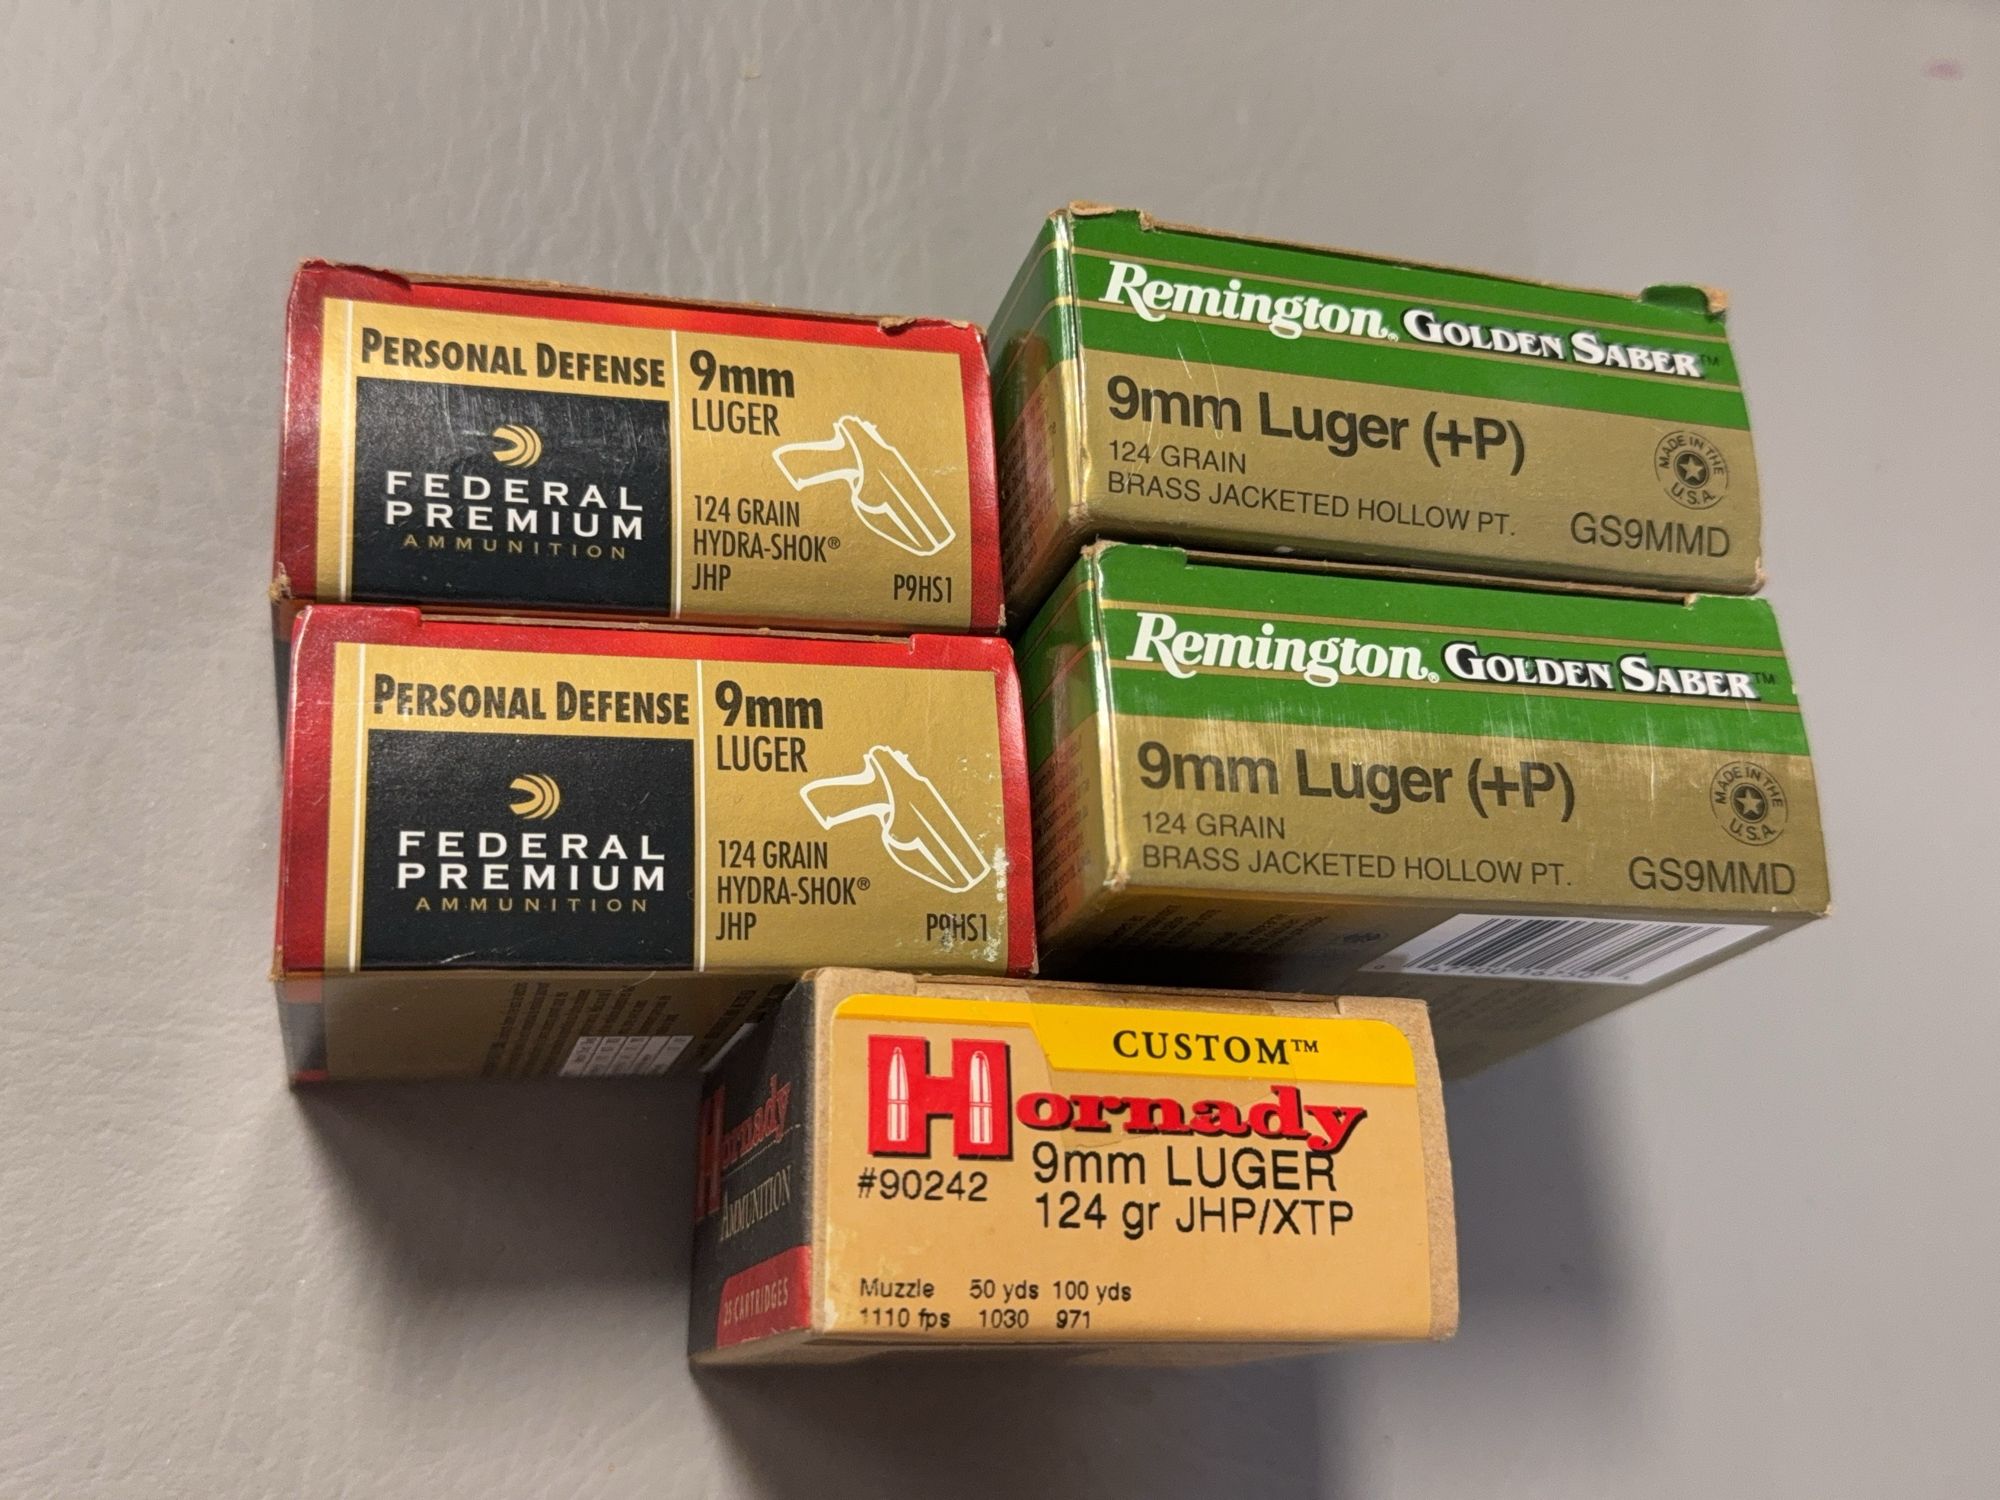 PERSONAL DEFENSE
FEDERAL
PREMIUM
AMMUNITION
9mm
LUGER
124 GRAIN
HYDRA-SHOK®
JHP
P9HS1
Remington® GOLDEN SABER™
9mm Luger (+P)
124 GRAIN
BRASS JACKETED HOLLOW PT.
MADE IN THE
U.S.A.
GS9MMD
PERSONAL DEFENSE
FEDERAL
PREMIUM
AMMUNITION
9mm
LUGER
124 GRAIN
HYDRA-SHOK®
JHP
P9HS1
Remington® GOLDEN SABER™
9mm Luger (+P)
124 GRAIN
BRASS JACKETED HOLLOW PT.
MADE IN THE
U.S.A.
GS9MMD
Hornady
AMMUNITION
25 CARTRIDGES
CUSTOM™
Hornady
#90242
9mm LUGER
124 gr JHP/XTP
Muzzle 50 yds 100 yds
1110 fps 1030 971